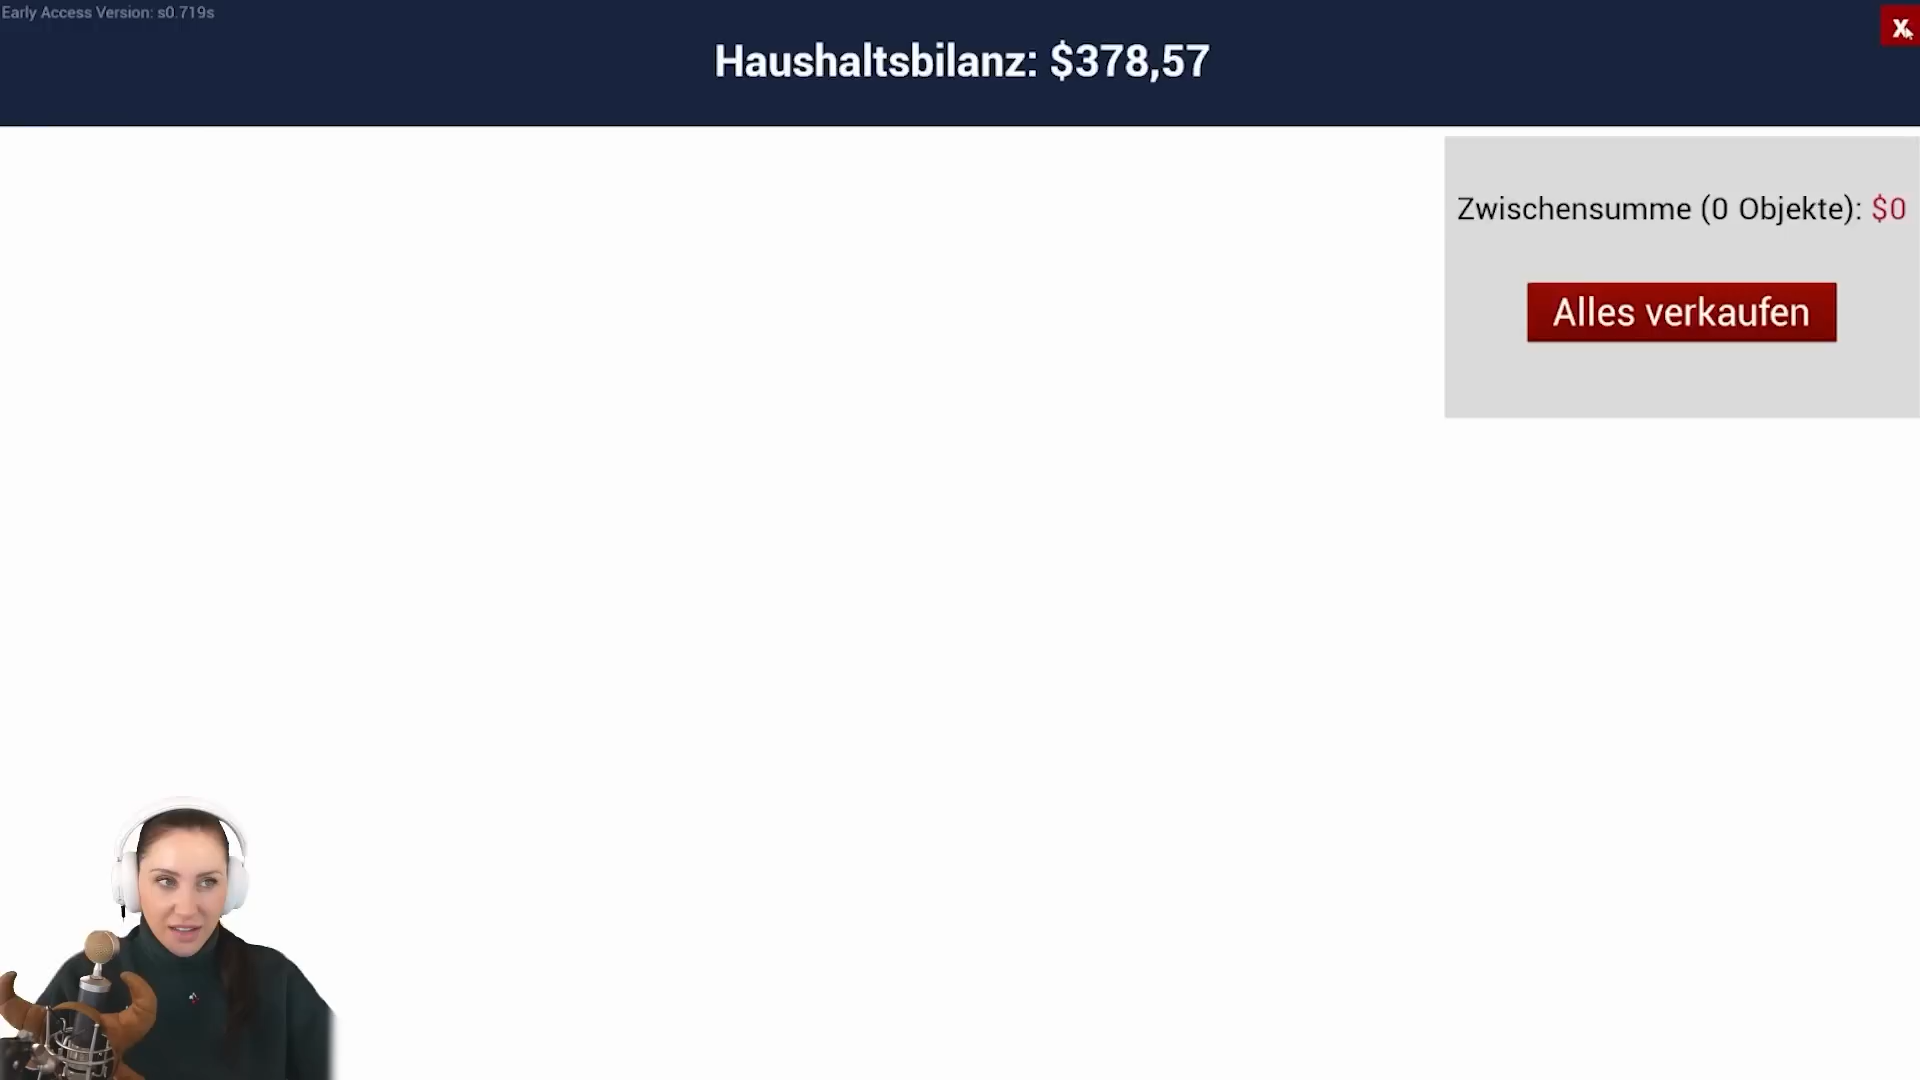 Early Access Version: s0.719s
X
Haushaltsbilanz: $378,57
Zwischensumme (0 Objekte): $0
Alles verkaufen